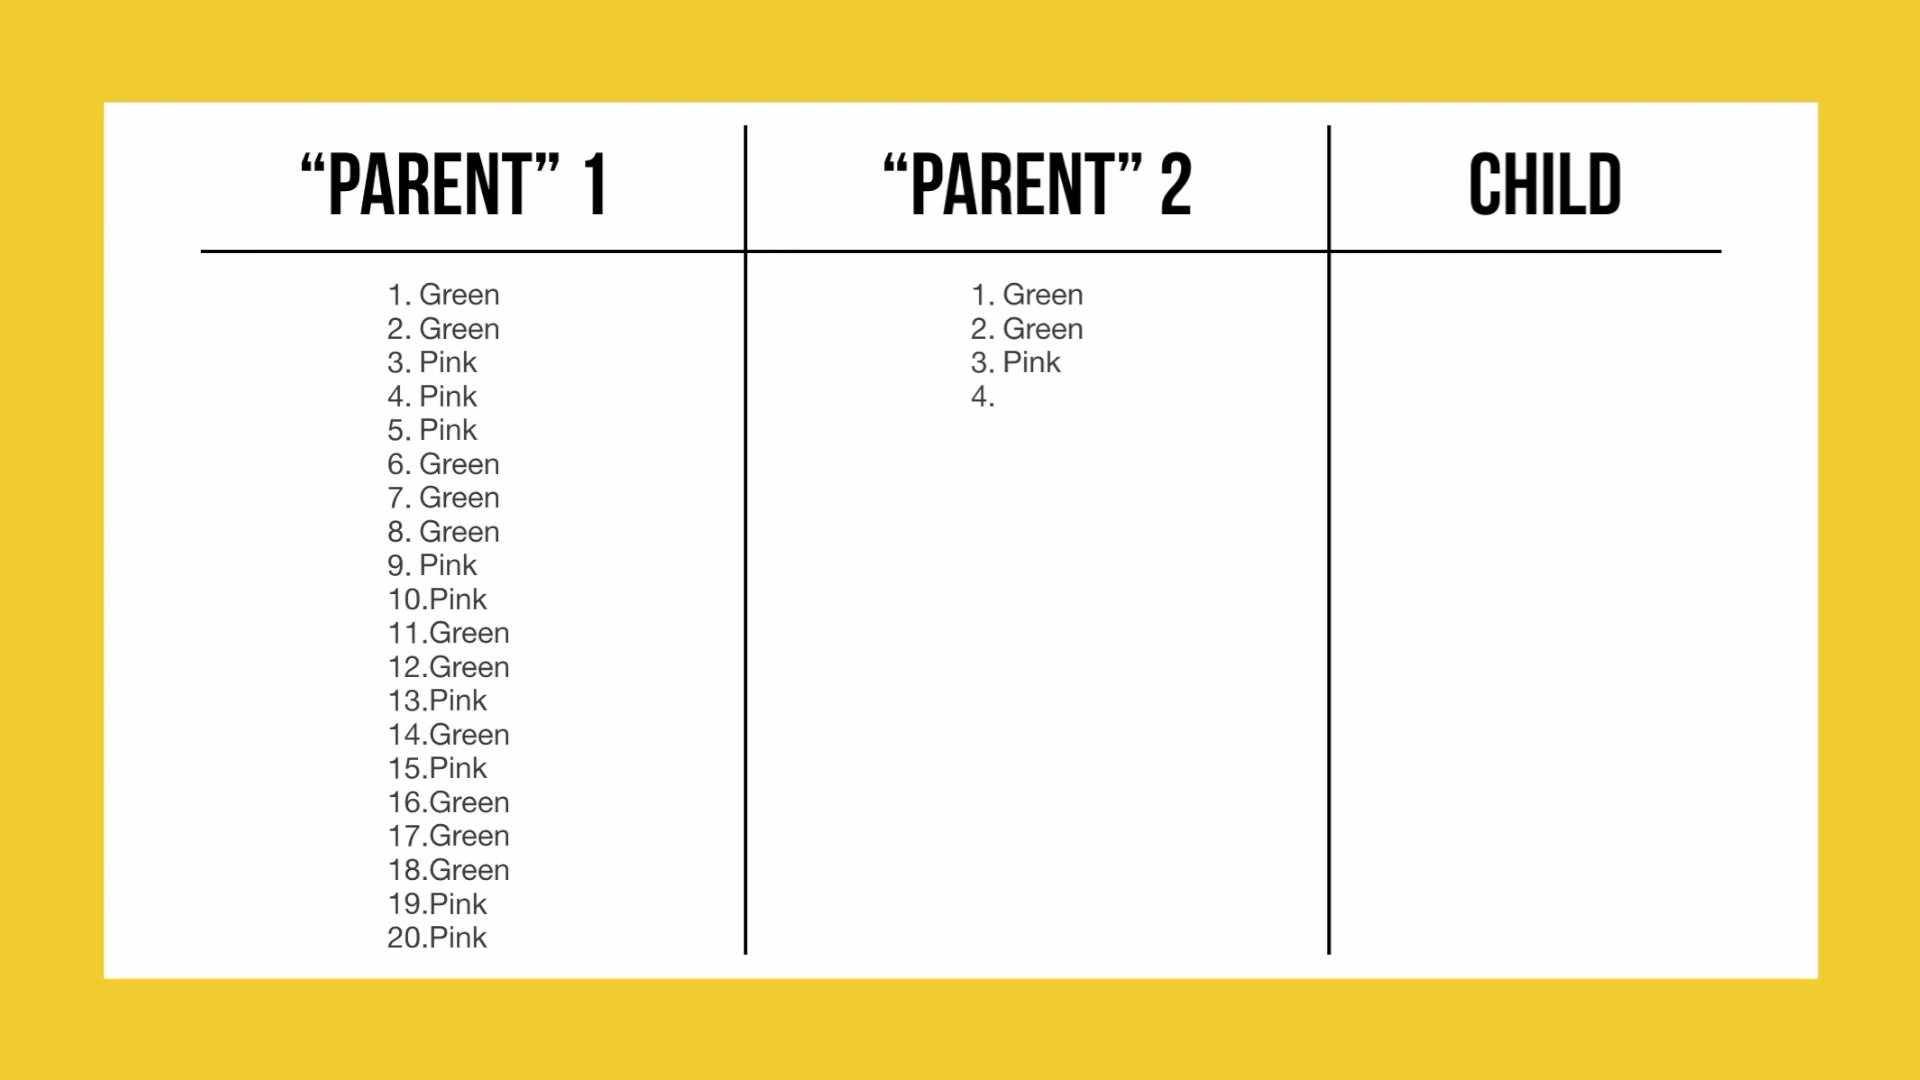 “PARENT” 1
“PARENT” 2
CHILD
1. Green
2. Green
3. Pink
4. Pink
5. Pink
6. Green
7. Green
8. Green
9. Pink
10.Pink
11.Green
12.Green
13.Pink
14.Green
15.Pink
16.Green
17.Green
18.Green
19.Pink
20.Pink
1. Green
2. Green
3. Pink
4.